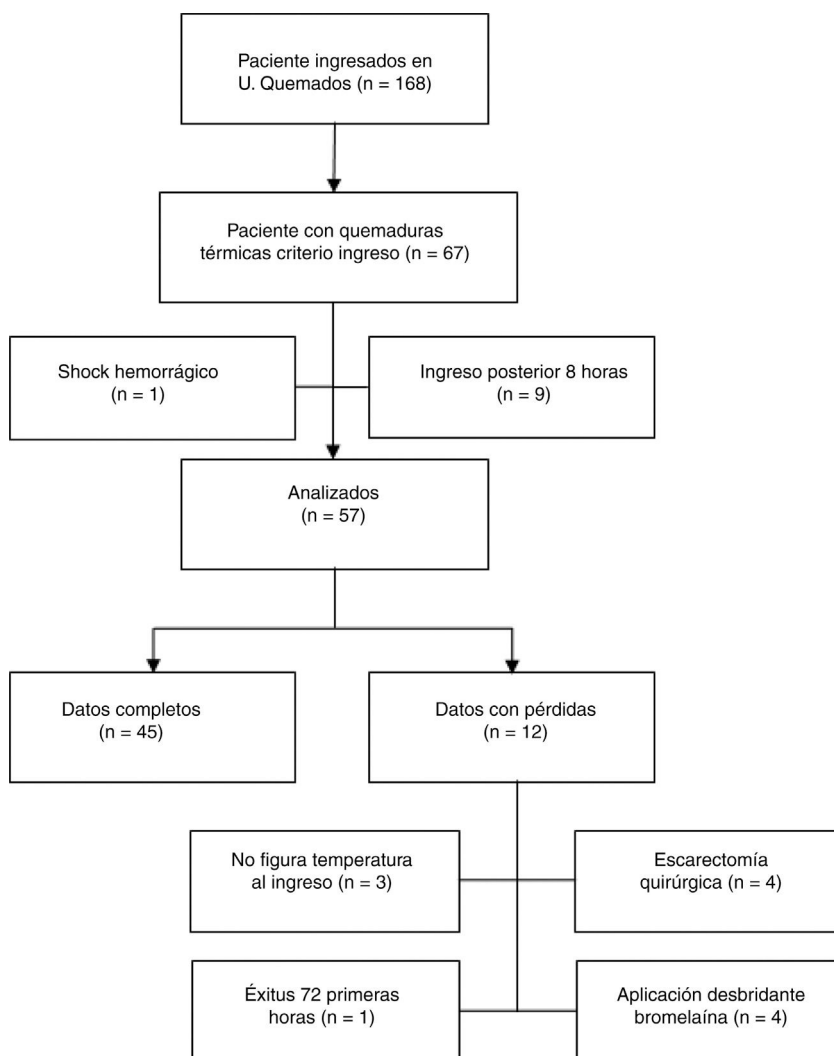 Paciente ingresados en
U. Quemados (n = 168)
Paciente con quemaduras
térmicas criterio ingreso (n = 67)
Shock hemorrágico
(n = 1)
Ingreso posterior 8 horas
(n = 9)
Analizados
(n = 57)
Datos completos
(n = 45)
Datos con pérdidas
(n = 12)
No figura temperatura
al ingreso (n = 3)
Escarectomía
quirúrgica (n = 4)
Éxitus 72 primeras
horas (n = 1)
Aplicación desbridante
bromelaína (n = 4)